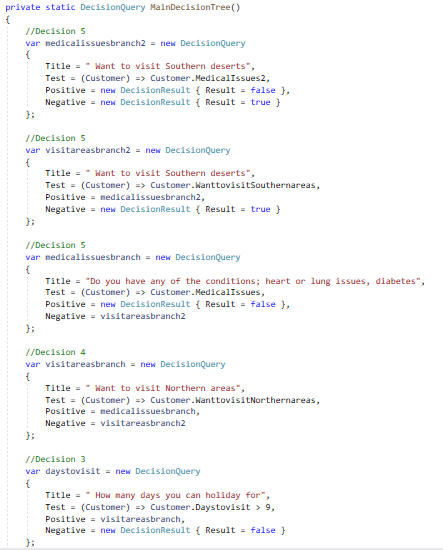 private static DecisionQuery MainDecisionTree()
{
//Decision 5
var medicalissuesbranch2 = new DecisionQuery
{
Title = " Want to visit Southern deserts",
Test = (Customer) => Customer.MedicalIssues2,
Positive = new DecisionResult { Result = false },
Negative = new DecisionResult { Result = true }
};
//Decision 5
var visitareasbranch2 = new DecisionQuery
{
Title = " Want to visit Southern deserts",
Test = (Customer) => Customer.WanttovisitSouthernareas,
Positive = medicalissuesbranch2,
Negative = new DecisionResult { Result = true }
};
//Decision 5
var medicalissuesbranch = new DecisionQuery
{
Title = "Do you have any of the conditions; heart or lung issues, diabetes",
Test = (Customer) => Customer.MedicalIssues,
Positive = new DecisionResult { Result = false },
Negative = visitareasbranch2
};
//Decision 4
var visitareasbranch = new DecisionQuery
{
Title = " Want to visit Northern areas",
Test = (Customer) => Customer.WanttovisitNorthernareas,
Positive = medicalissuesbranch,
Negative = visitareasbranch2
};
//Decision 3
var daystovisit = new DecisionQuery
{
Title = " How many days you can holiday for",
Test = (Customer) => Customer.Daystovisit > 9,
Positive = visitareasbranch,
Negative = new DecisionResult { Result = false }
};